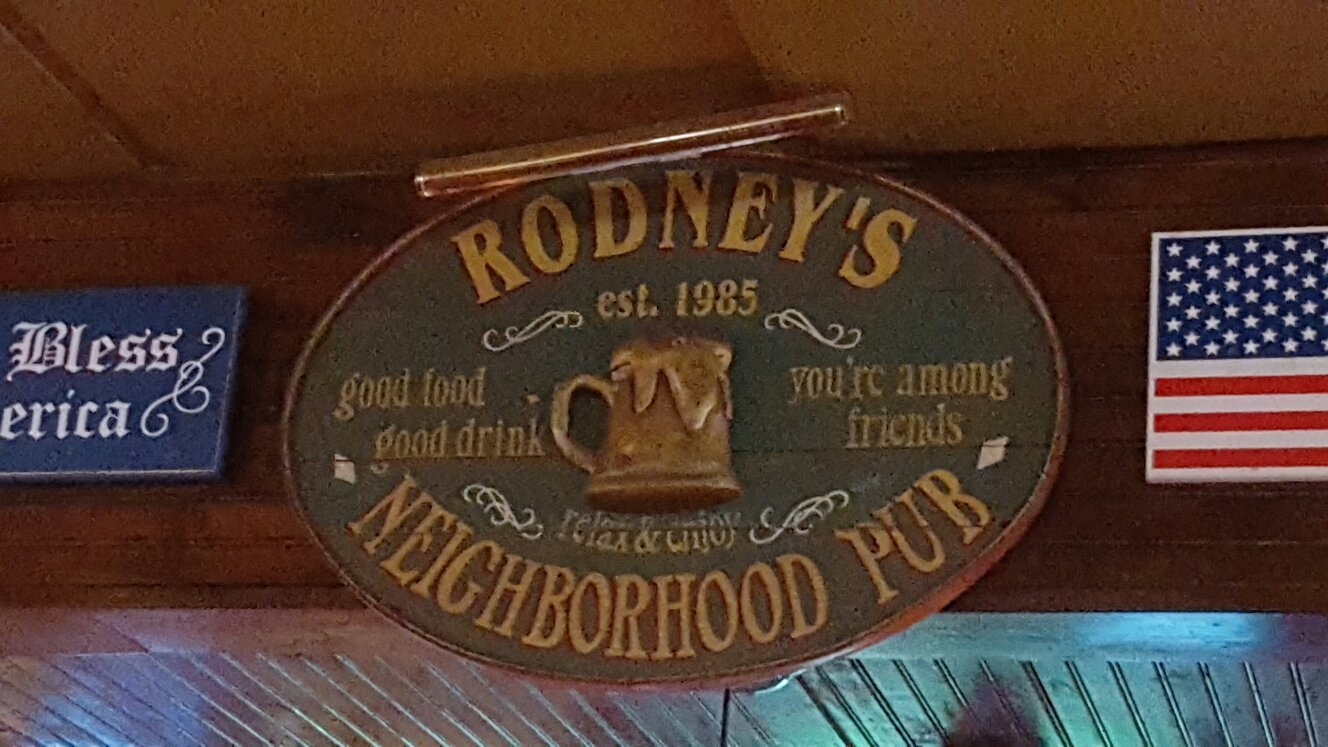 Bless
erica
RODNEY'S
est. 1985
good food
good drink
you're among
friends
relax & enjoy
NEIGHBORHOOD PUB